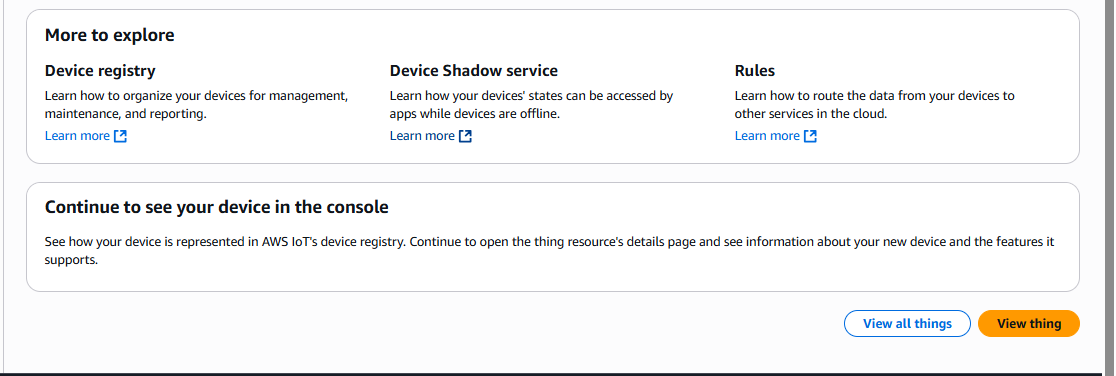 More to explore
Device registry
Learn how to organize your devices for management,
maintenance, and reporting.
Learn more
Device Shadow service
Learn how your devices' states can be accessed by
apps while devices are offline.
Learn more
Rules
Learn how to route the data from your devices to
other services in the cloud.
Learn more
Continue to see your device in the console
See how your device is represented in AWS IoT's device registry. Continue to open the thing resource's details page and see information about your new device and the features it
supports.
View all things
View thing